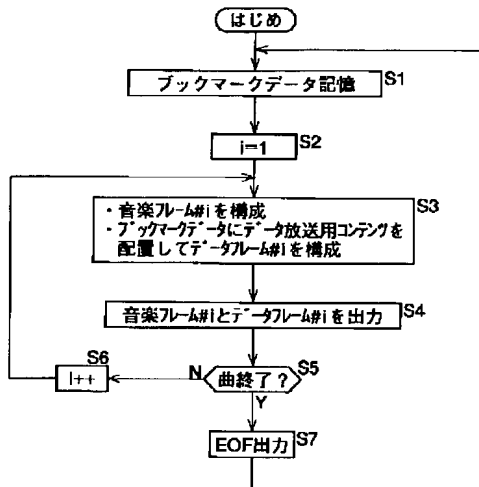 はじめ
ブックマークデータ記憶 S1
i=1 S2
・音楽フレーム#iを構成 S3
・ブックマークデータにデータ放送用コンテンツを
配置してデータフレーム#iを構成
音楽フレーム#iとデータフレーム#iを出力 S4
S6
i++ N 曲終了？ S5
Y
EOF出力 S7